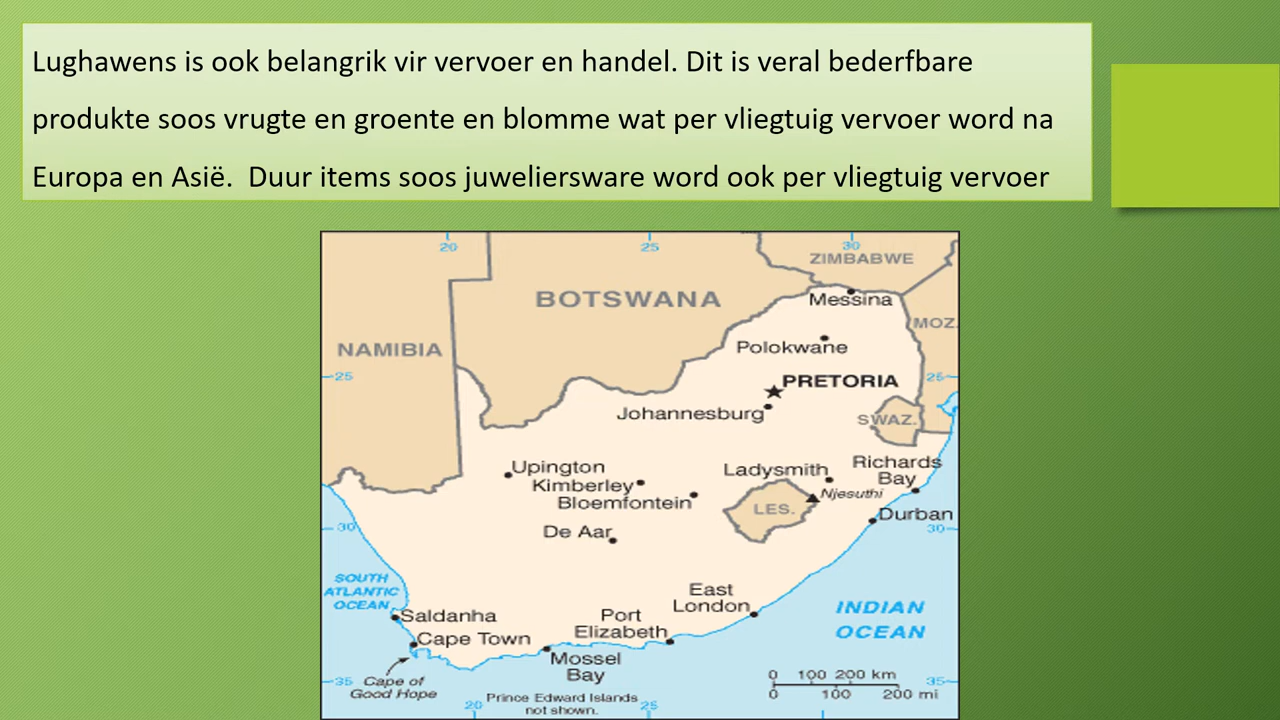 Lughawens is ook belangrik vir vervoer en handel. Dit is veral bederfbare
produkte soos vrugte en groente en blomme wat per vliegtuig vervoer word na
Europa en Asië.  Duur items soos juweliersware word ook per vliegtuig vervoer
20 25 30
ZIMBABWE
BOTSWANA
Messina
MOZ.
NAMIBIA
Polokwane
25 PRETORIA 25
Johannesburg
SWAZ.
Upington
Ladysmith
Richards
Bay
Kimberley
Njesuthi
Bloemfontein
LES.
Durban
30 30
De Aar
SOUTH
ATLANTIC
OCEAN
East
London
INDIAN
OCEAN
Saldanha
Port
Elizabeth
Cape Town
Mossel
Bay
0 100 200 km
0 100 200 mi
35 35
Cape of
Good Hope
Prince Edward Islands
not shown.
20 25